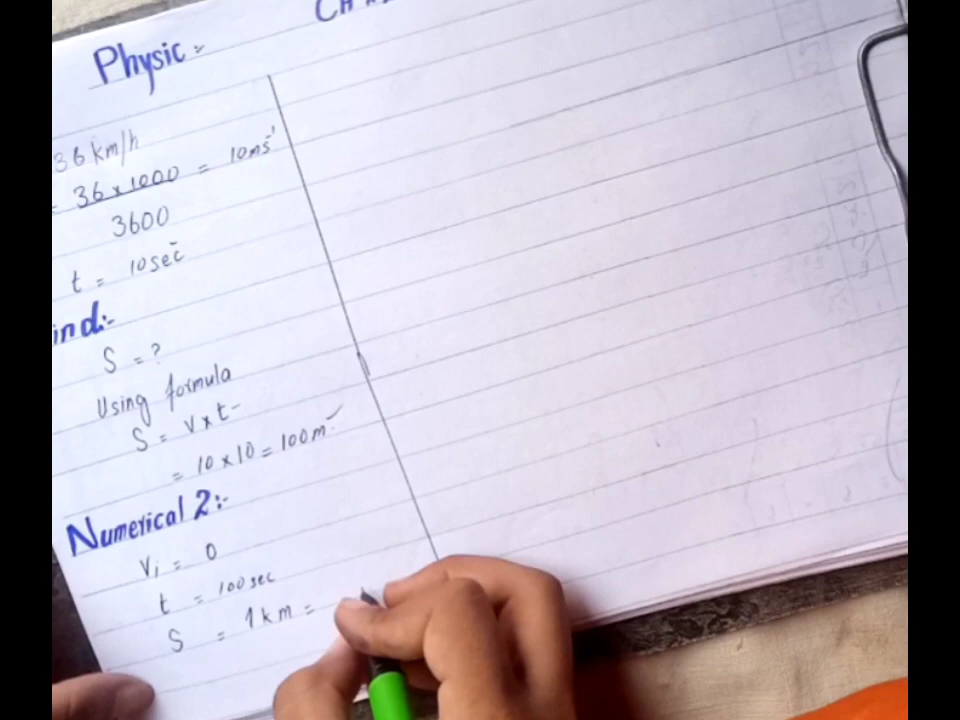 Physic :-
36 km/h
= 36 x 1000 = 10ms⁻¹
3600
t = 10 sec
ind:-
S = ?
Using formula
S = v x t
= 10 x 10 = 100m
Numerical 2:-
Vi = 0
t = 100 sec
S = 1 km =